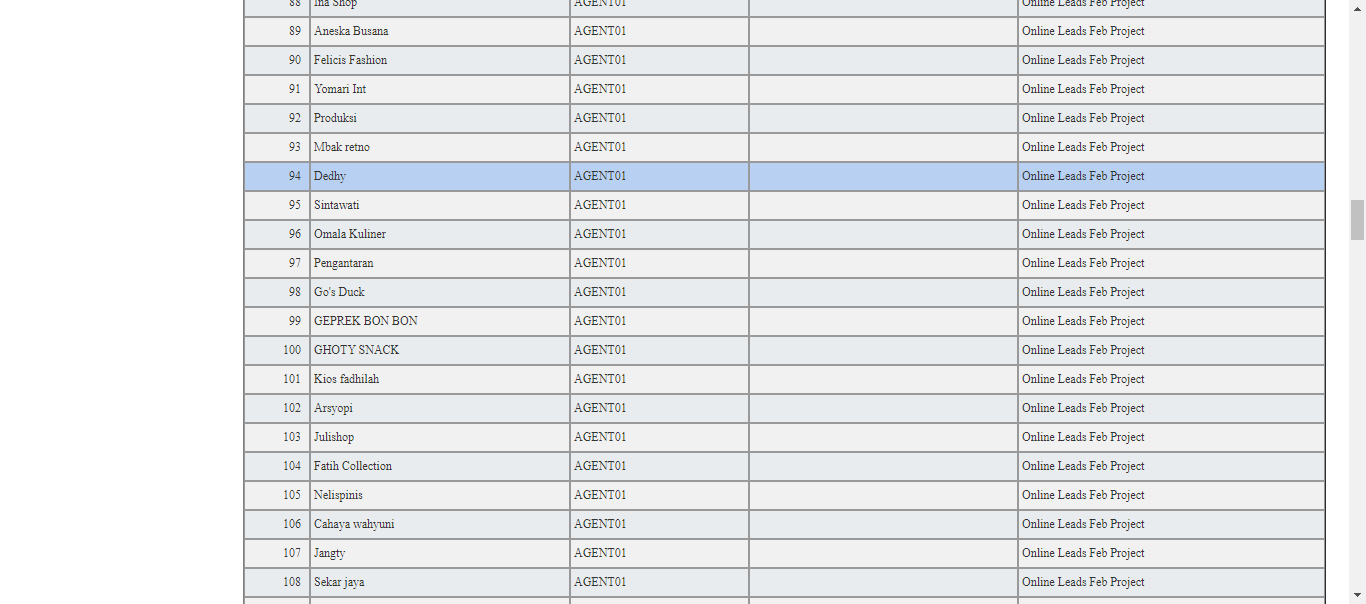 88 Ina Shop AGENT01 Online Leads Feb Project
89 Aneska Busana AGENT01 Online Leads Feb Project
90 Felicis Fashion AGENT01 Online Leads Feb Project
91 Yomari Int AGENT01 Online Leads Feb Project
92 Produksi AGENT01 Online Leads Feb Project
93 Mbak retno AGENT01 Online Leads Feb Project
94 Dedhy AGENT01 Online Leads Feb Project
95 Sintawati AGENT01 Online Leads Feb Project
96 Omala Kuliner AGENT01 Online Leads Feb Project
97 Pengantaran AGENT01 Online Leads Feb Project
98 Go's Duck AGENT01 Online Leads Feb Project
99 GEPREK BON BON AGENT01 Online Leads Feb Project
100 GHOTY SNACK AGENT01 Online Leads Feb Project
101 Kios fadhilah AGENT01 Online Leads Feb Project
102 Arsyopi AGENT01 Online Leads Feb Project
103 Julishop AGENT01 Online Leads Feb Project
104 Fatih Collection AGENT01 Online Leads Feb Project
105 Nelispinis AGENT01 Online Leads Feb Project
106 Cahaya wahyuni AGENT01 Online Leads Feb Project
107 Jangty AGENT01 Online Leads Feb Project
108 Sekar jaya AGENT01 Online Leads Feb Project